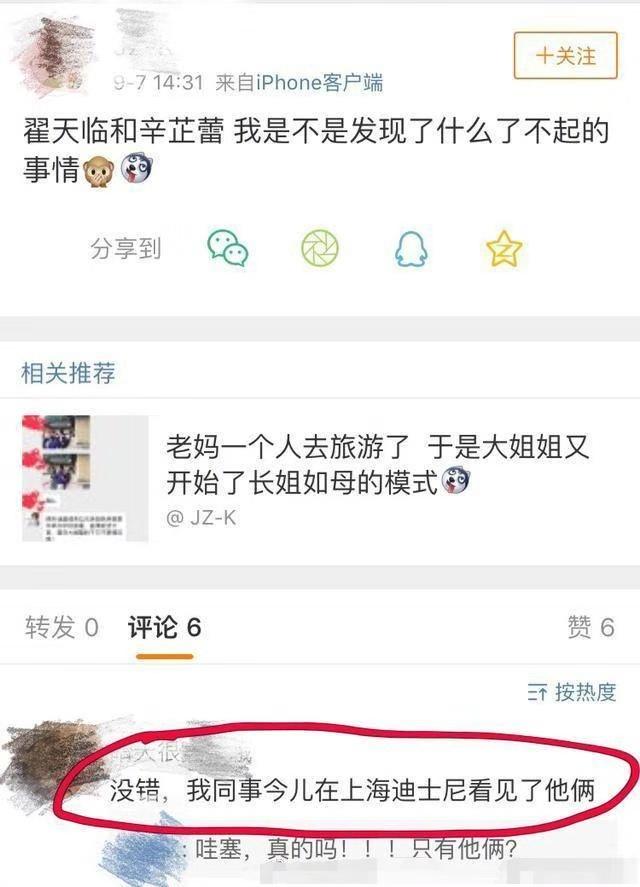 9-7 14:31 来自iPhone客户端
+关注
翟天临和辛芷蕾 我是不是发现了什么了不起的
事情
分享到
相关推荐
老妈一个人去旅游了 于是大姐姐又
开始了长姐如母的模式
@ JZ-K
转发 0 评论 6 赞 6
按热度
没错，我同事今儿在上海迪士尼看见了他俩
: 哇塞，真的吗！！！只有他俩？